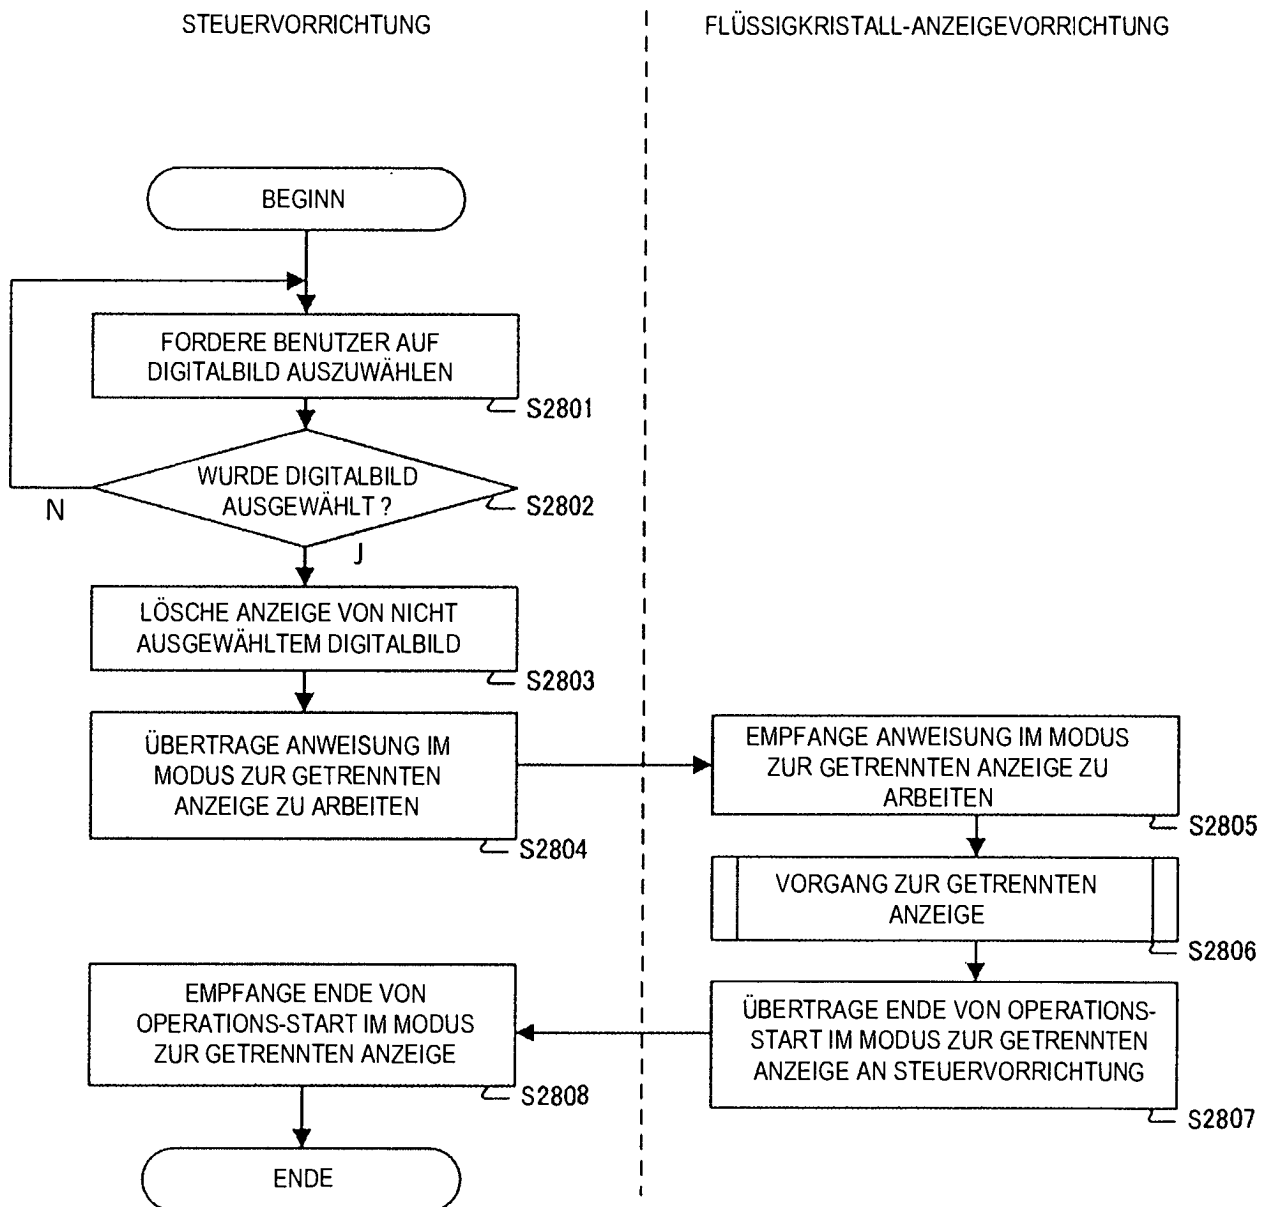 STEUERVORRICHTUNG
FLÜSSIGKRISTALL-ANZEIGEVORRICHTUNG
BEGINN
FORDERE BENUTZER AUF
DIGITALBILD AUSZUWÄHLEN
S2801
WURDE DIGITALBILD
AUSGEWÄHLT ?
S2802
N
J
LÖSCHE ANZEIGE VON NICHT
AUSGEWÄHLTEM DIGITALBILD
S2803
ÜBERTRAGE ANWEISUNG IM
MODUS ZUR GETRENNTEN
ANZEIGE ZU ARBEITEN
S2804
EMPFANGE ANWEISUNG IM MODUS
ZUR GETRENNTEN ANZEIGE ZU
ARBEITEN
S2805
VORGANG ZUR GETRENNTEN
ANZEIGE
S2806
ÜBERTRAGE ENDE VON OPERATIONS-
START IM MODUS ZUR GETRENNTEN
ANZEIGE AN STEUERVORRICHTUNG
S2807
EMPFANGE ENDE VON
OPERATIONS-START IM MODUS
ZUR GETRENNTEN ANZEIGE
S2808
ENDE